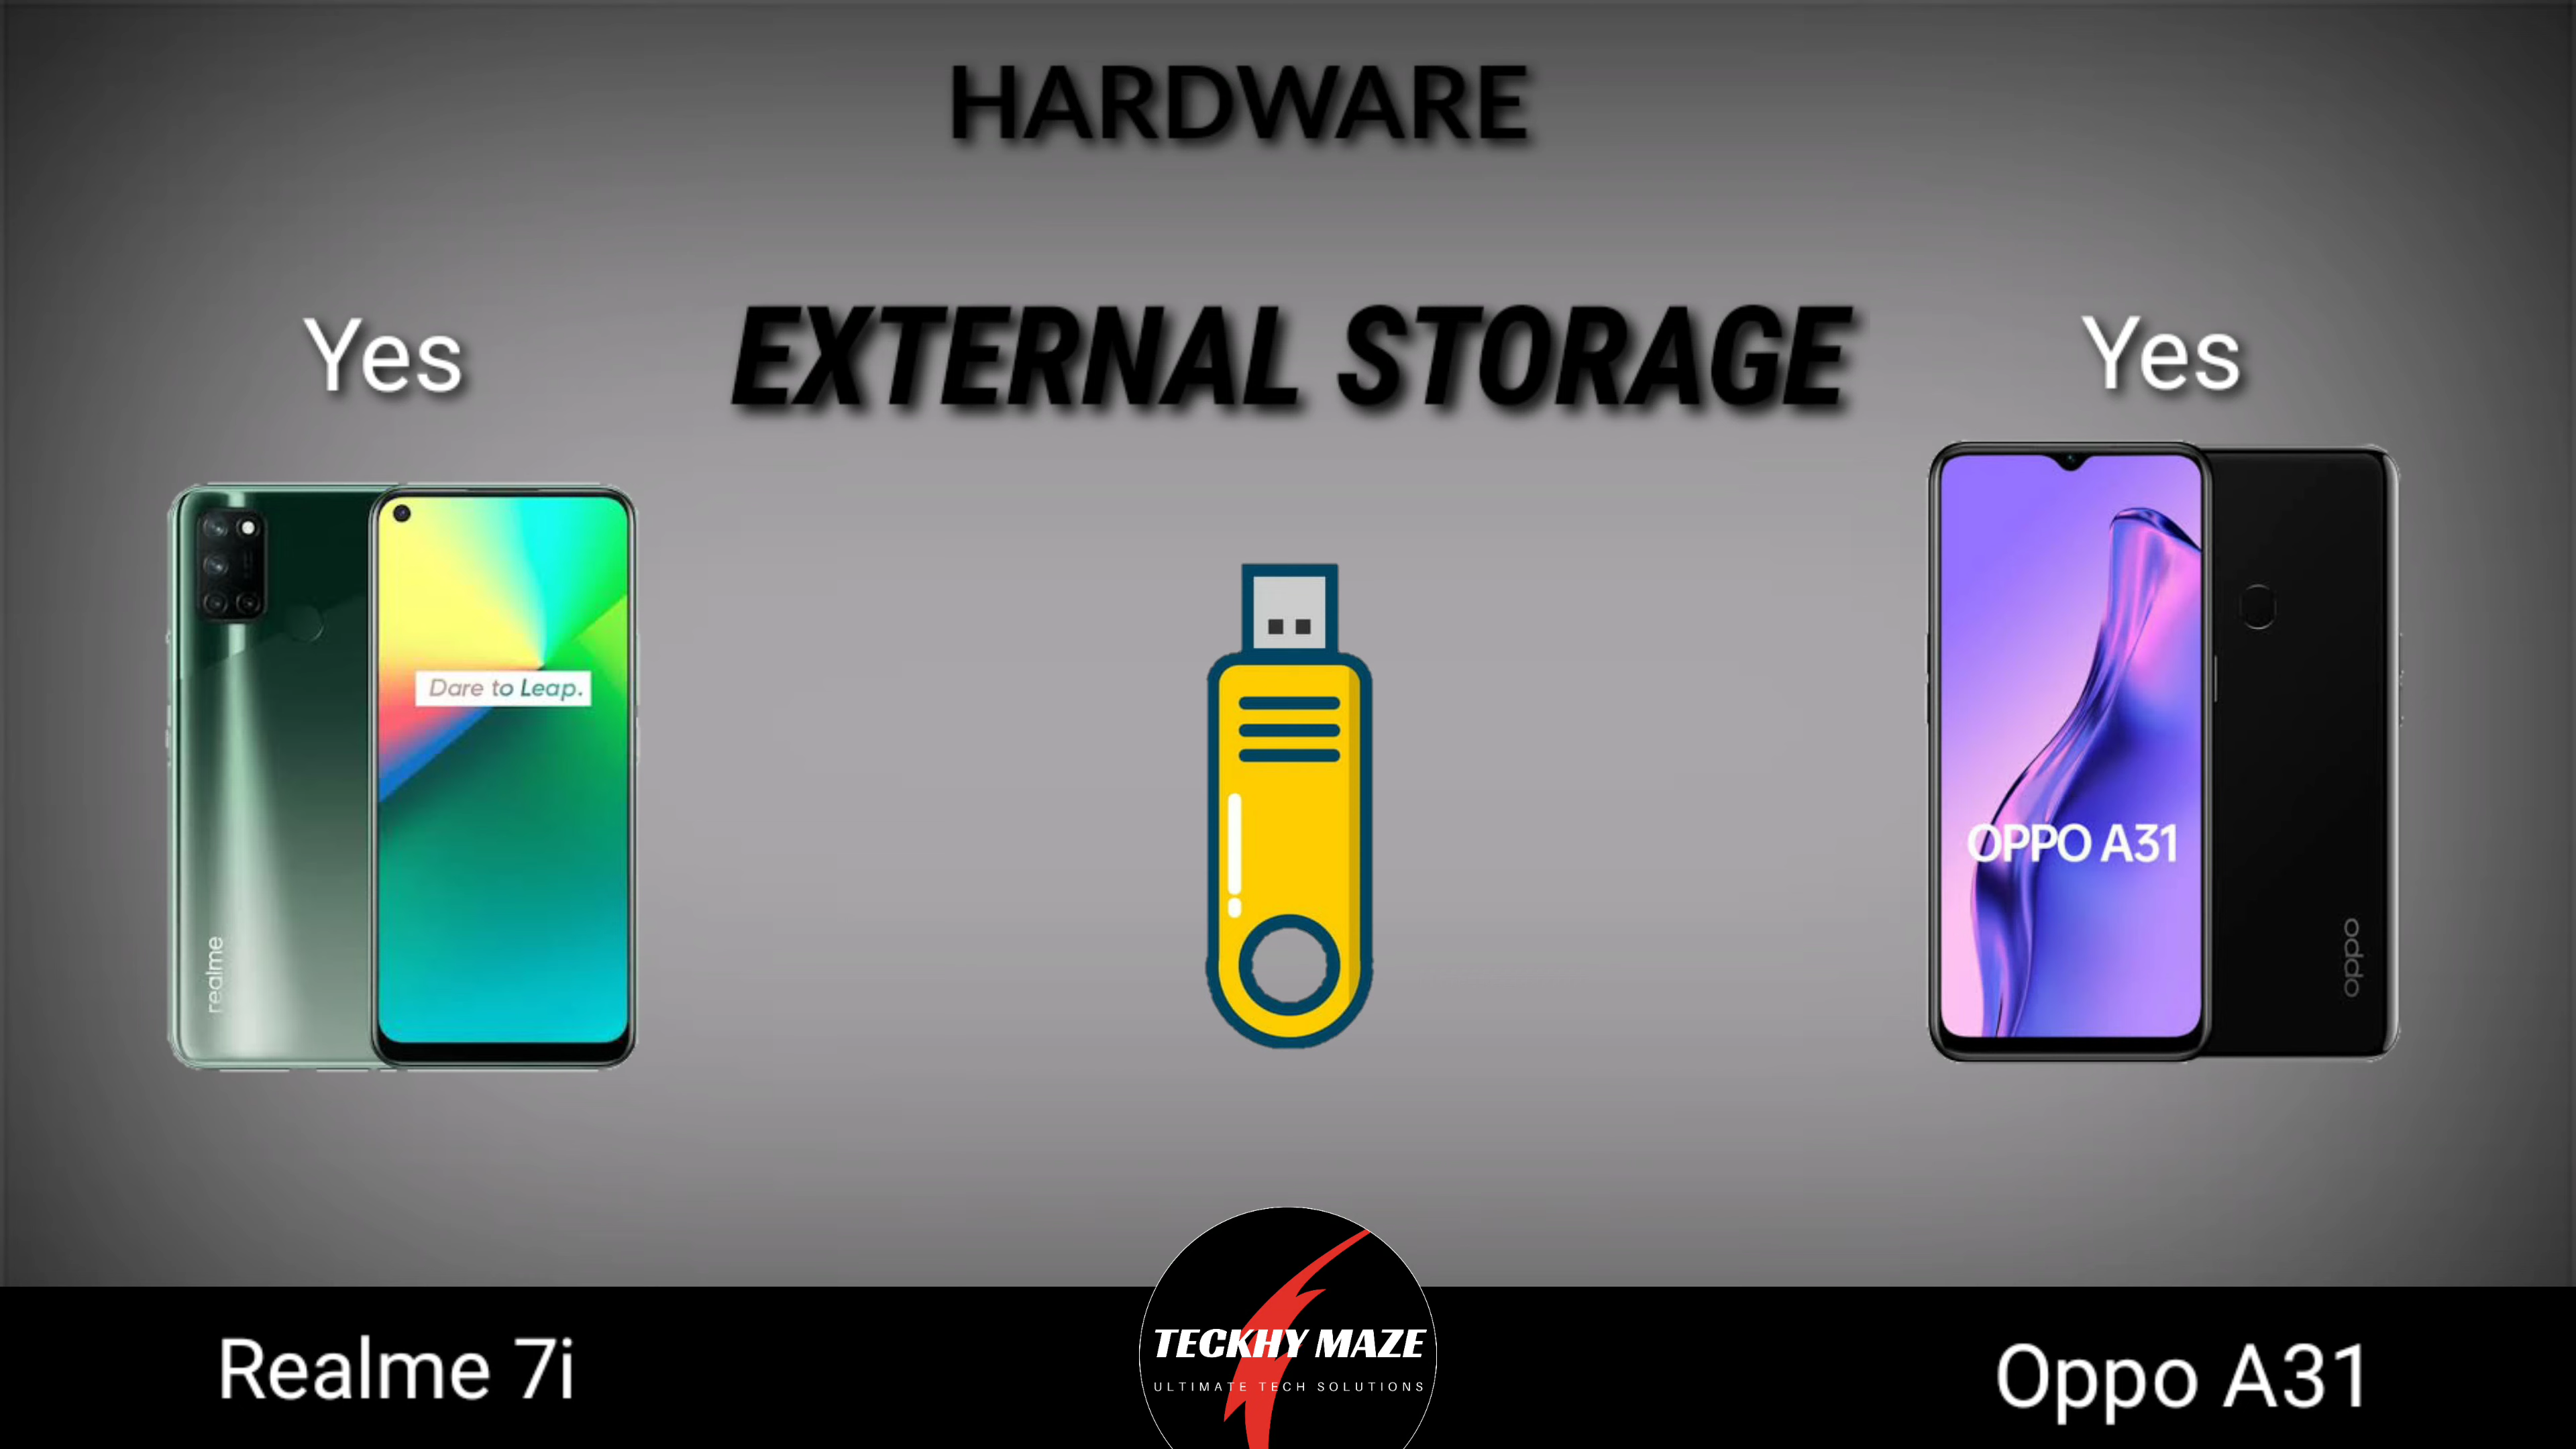 HARDWARE
Yes
EXTERNAL STORAGE
Yes
Dare to Leap.
realme
OPPO A31
oppo
Realme 7i
TECKHY MAZE
ULTIMATE TECH SOLUTIONS
Oppo A31